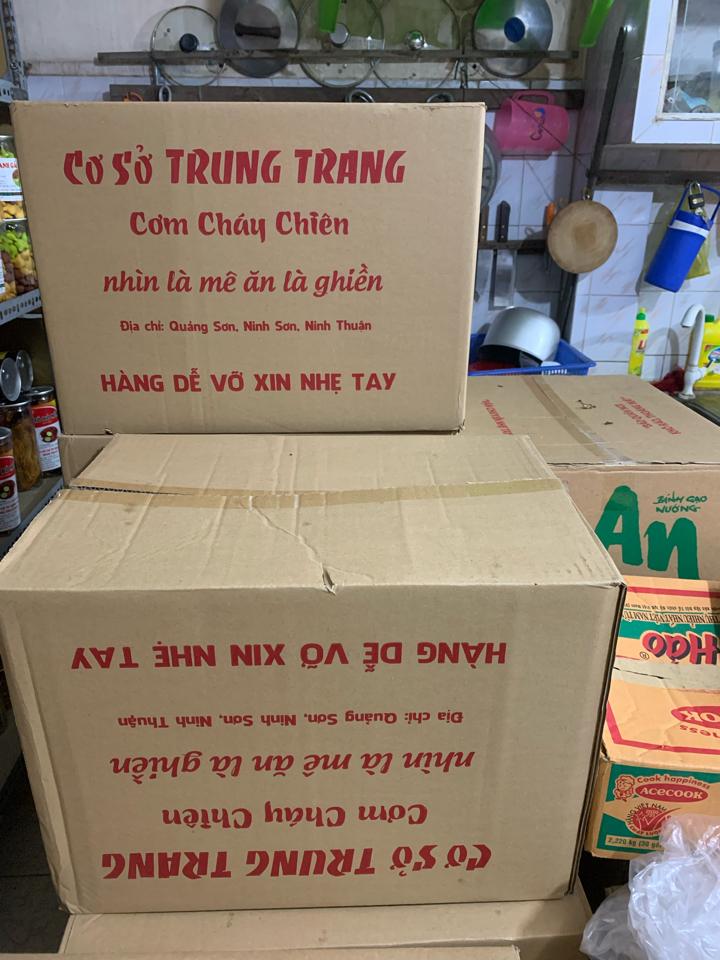 Cơ Sở TRUNG TRANG
Cơm Cháy Chiên
nhìn là mê ăn là ghiền
Địa chỉ: Quảng Sơn, Ninh Sơn, Ninh Thuận
HÀNG DỄ VỠ XIN NHẸ TAY
HÀNG DỄ VỠ XIN NHẸ TAY
Địa chỉ: Quảng Sơn, Ninh Sơn, Ninh Thuận
nhìn là mê ăn là ghiền
Cơm Cháy Chiên
Cơ Sở TRUNG TRANG
BÁNH GẠO
NƯỚNG
An
Hảo
Cook happiness
ACECOOK